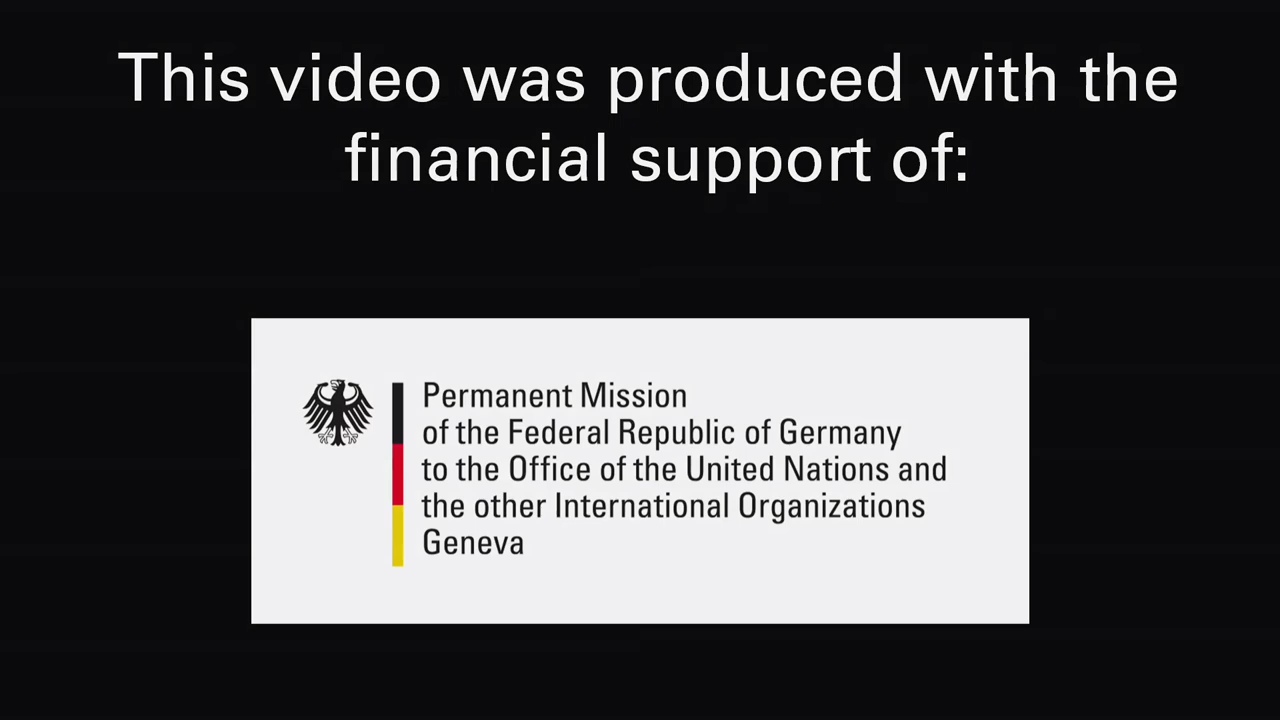 This video was produced with the
financial support of:
Permanent Mission
of the Federal Republic of Germany
to the Office of the United Nations and
the other International Organizations
Geneva